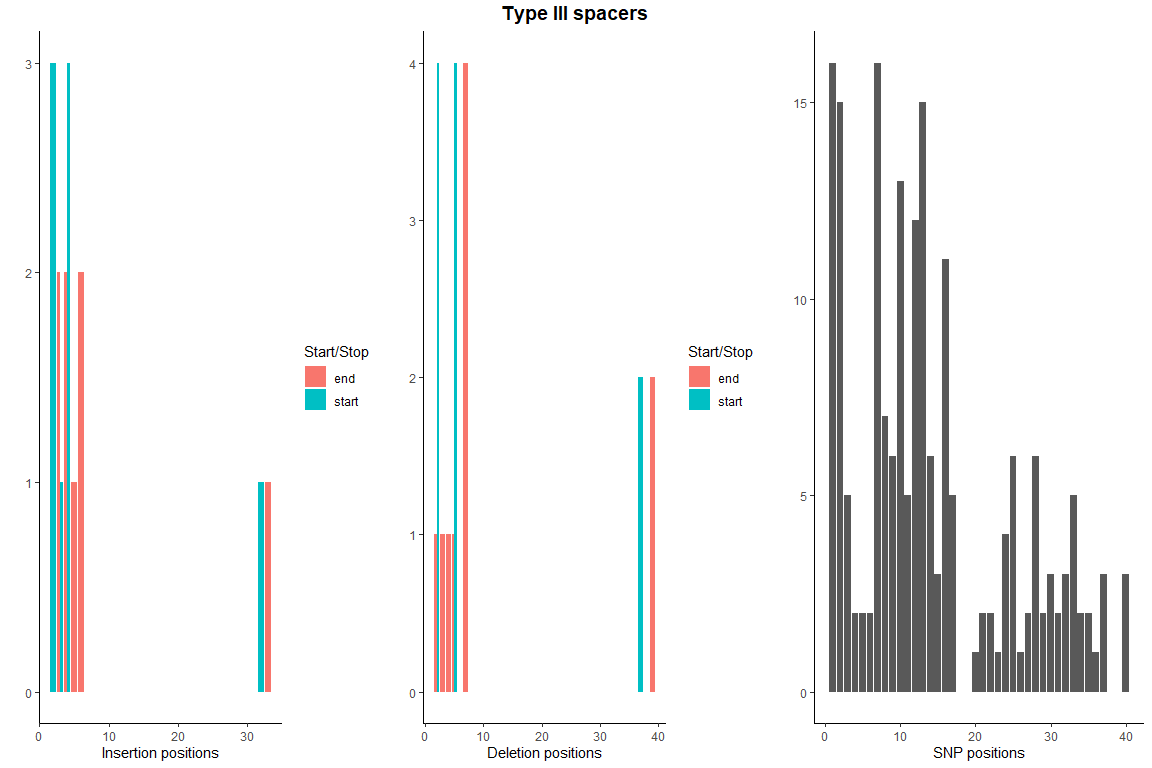 Type III spacers
3
2
1
0
0 10 20 30
Insertion positions
Start/Stop
end
start
4
3
2
1
0
0 10 20 30 40
Deletion positions
Start/Stop
end
start
15
10
5
0
0 10 20 30 40
SNP positions